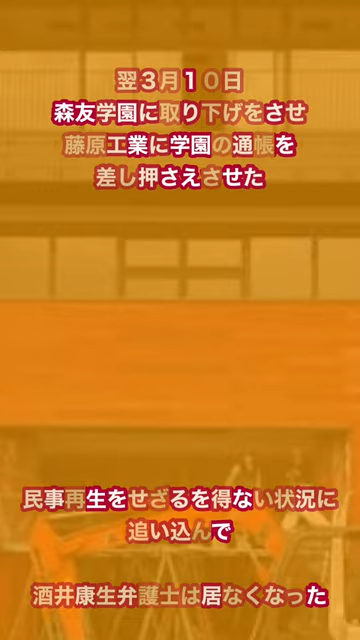 翌３月１０日
森友学園に取り下げをさせ
藤原工業に学園の通帳を
差し押さえさせた
民事再生をせざるを得ない状況に
追い込んで
酒井康生弁護士は居なくなった